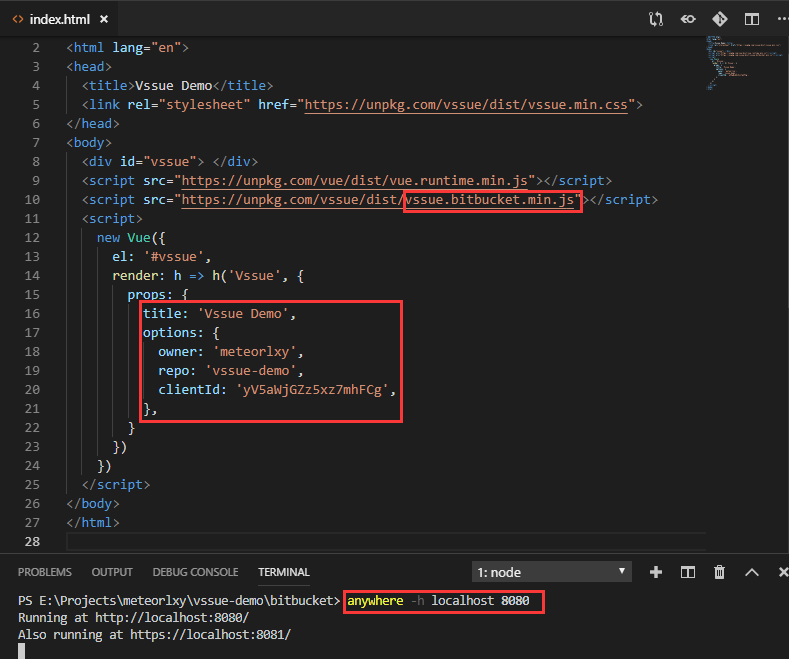 index.html
2 <html lang="en">
3 <head>
4 <title>Vssue Demo</title>
5 <link rel="stylesheet" href="https://unpkg.com/vssue/dist/vssue.min.css">
6 </head>
7 <body>
8 <div id="vssue"> </div>
9 <script src="https://unpkg.com/vue/dist/vue.runtime.min.js"></script>
10 <script src="https://unpkg.com/vssue/dist/vssue.bitbucket.min.js"></script>
11 <script>
12 new Vue({
13 el: '#vssue',
14 render: h => h('Vssue', {
15 props: {
16 title: 'Vssue Demo',
17 options: {
18 owner: 'meteorlxy',
19 repo: 'vssue-demo',
20 clientId: 'yV5aWjGZz5xz7mhFCg',
21 },
22 }
23 })
24 })
25 </script>
26 </body>
27 </html>
28
PROBLEMS OUTPUT DEBUG CONSOLE TERMINAL 1: node
PS E:\Projects\meteorlxy\vssue-demo\bitbucket> anywhere -h localhost 8080
Running at http://localhost:8080/
Also running at https://localhost:8081/